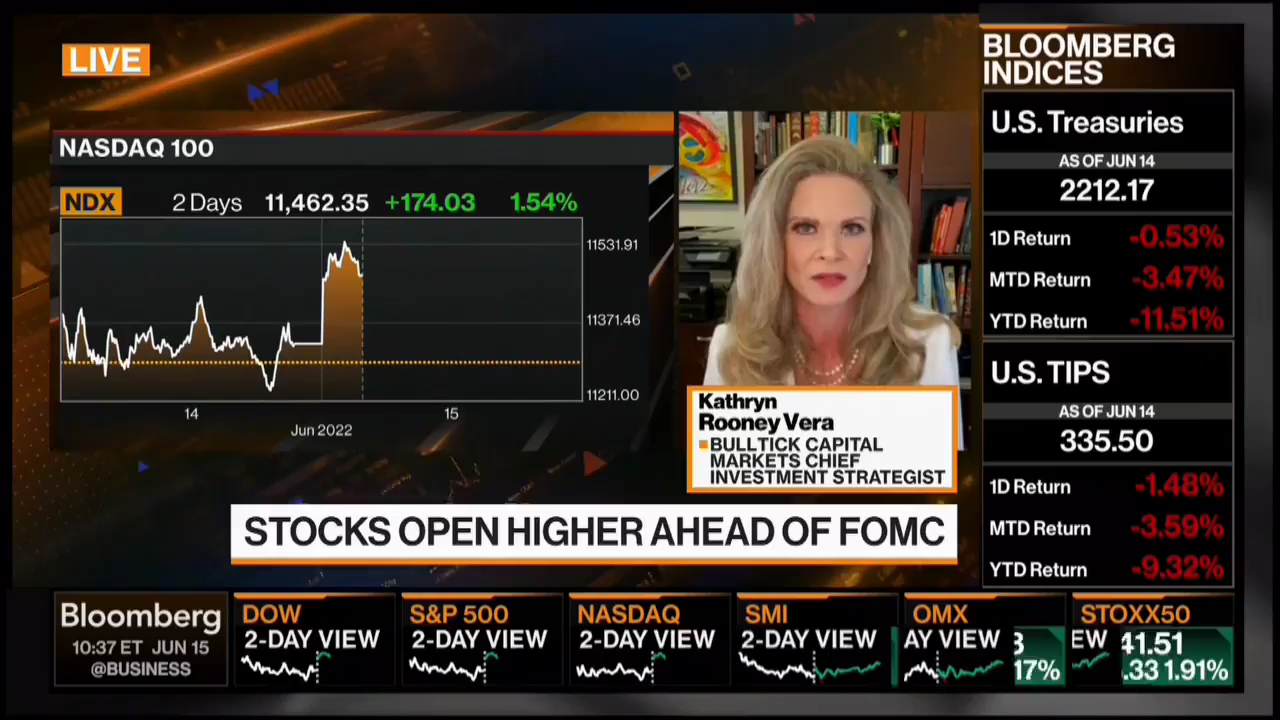 LIVE
NASDAQ 100
NDX 2 Days 11,462.35 +174.03 1.54%
11531.91
11371.46
11211.00
14 15
Jun 2022
Kathryn
Rooney Vera
BULLTICK CAPITAL
MARKETS CHIEF
INVESTMENT STRATEGIST
STOCKS OPEN HIGHER AHEAD OF FOMC
BLOOMBERG
INDICES
U.S. Treasuries
AS OF JUN 14
2212.17
1D Return -0.53%
MTD Return -3.47%
YTD Return -11.51%
U.S. TIPS
AS OF JUN 14
335.50
1D Return -1.48%
MTD Return -3.59%
YTD Return -9.32%
Bloomberg
10:37 ET JUN 15
@BUSINESS
DOW
2-DAY VIEW
S&P 500
2-DAY VIEW
NASDAQ
2-DAY VIEW
SMI
2-DAY VIEW
OMX
AY VIEW
17%
STOXX50
EW 41.51
.33 1.91%